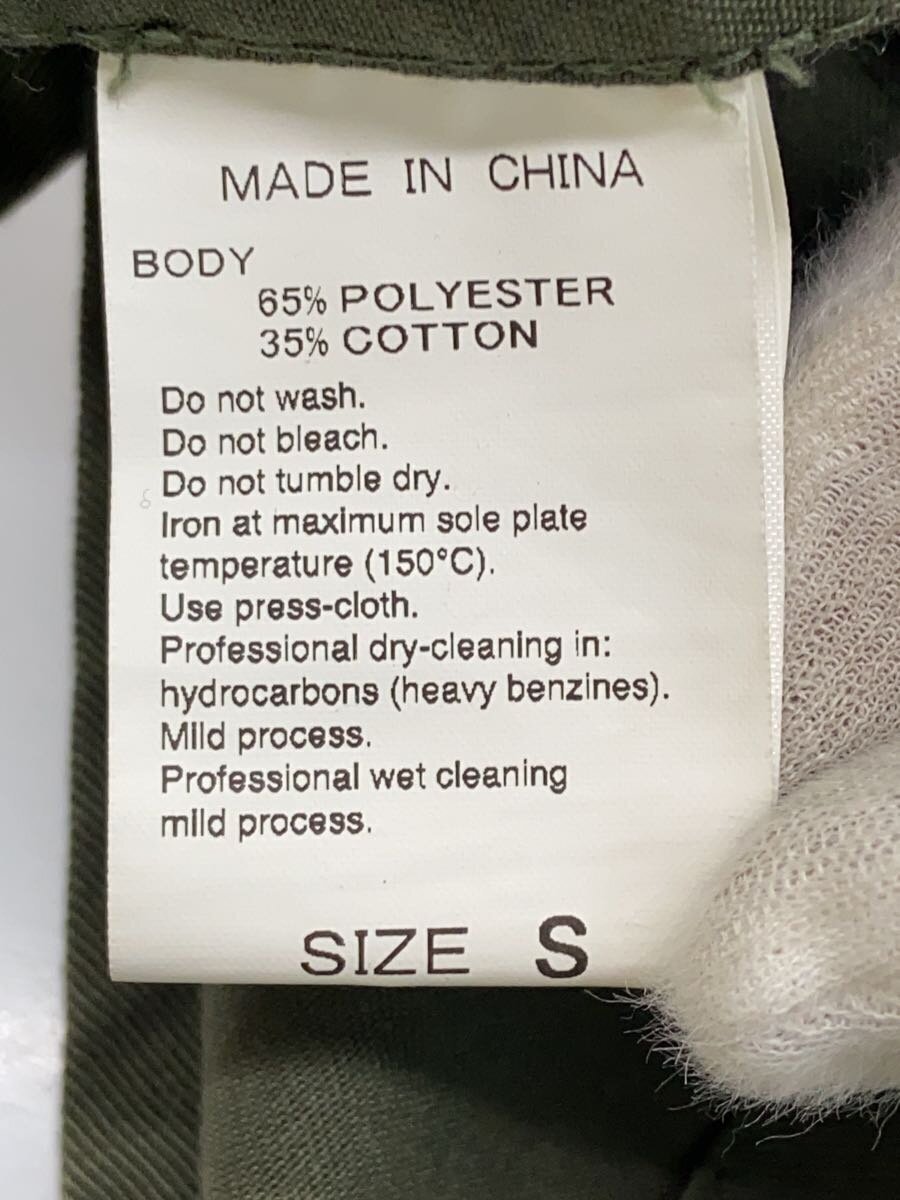 MADE IN CHINA
BODY
65% POLYESTER
35% COTTON
Do not wash.
Do not bleach.
Do not tumble dry.
Iron at maximum sole plate
temperature (150°C).
Use press-cloth.
Professional dry-cleaning in:
hydrocarbons (heavy benzines).
Mild process.
Professional wet cleaning
mild process.
SIZE S